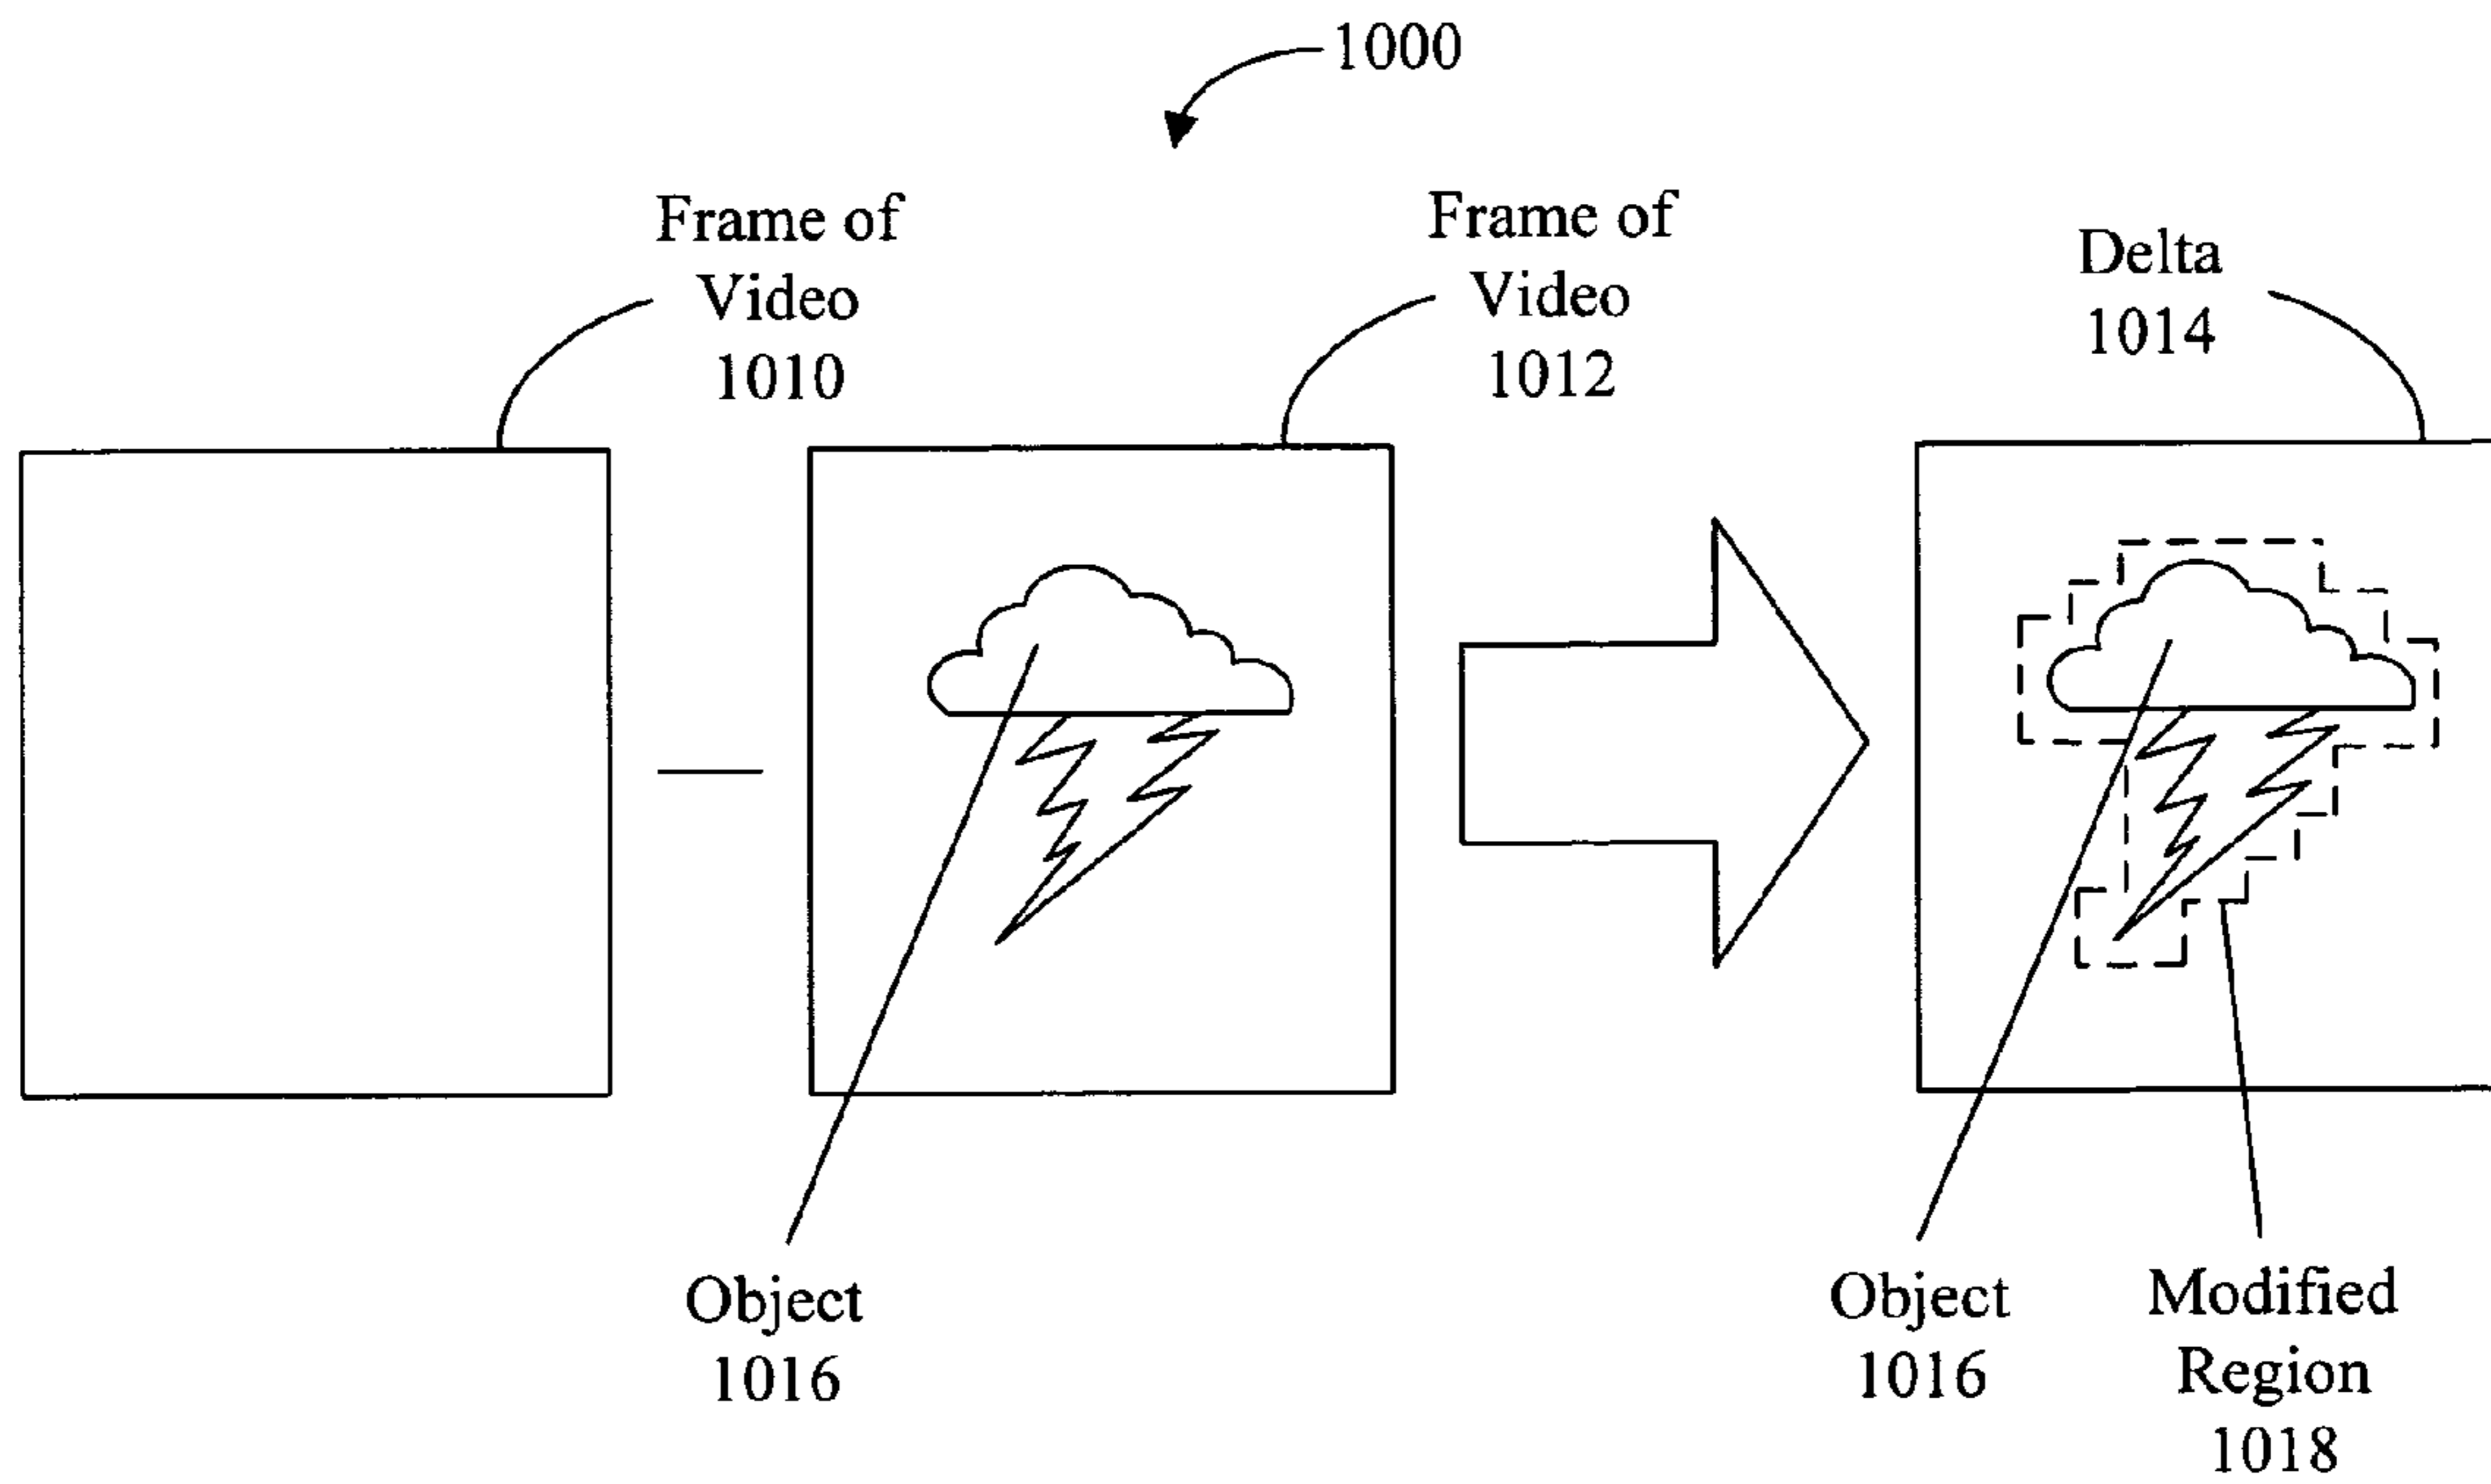 1000
Frame of
Video
1010
Frame of
Video
1012
Delta
1014
Object
1016
Object
1016
Modified
Region
1018